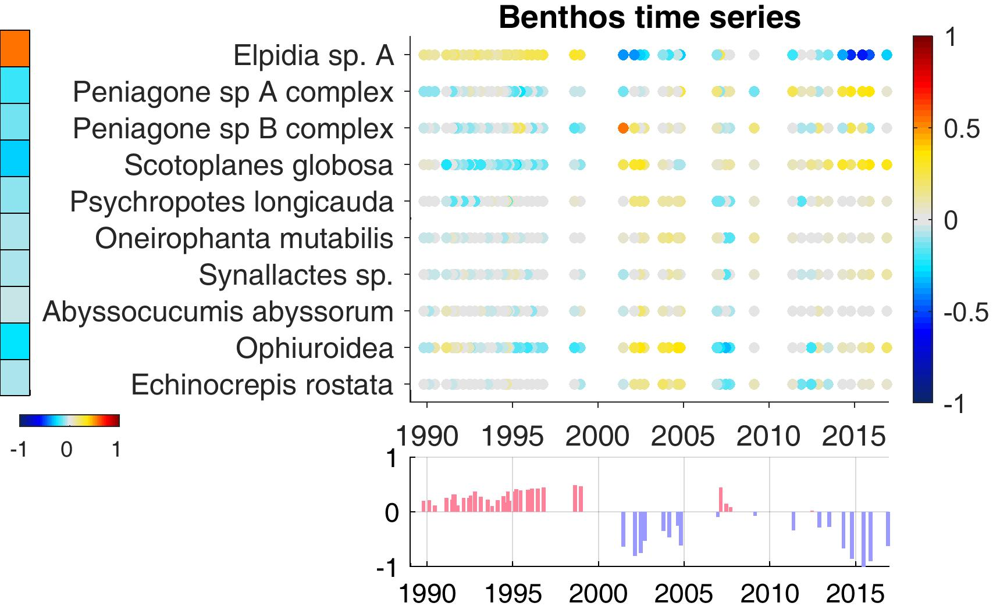 Benthos time series
Elpidia sp. A
Peniagone sp A complex
Peniagone sp B complex
Scotoplanes globosa
Psychropotes longicauda
Oneirophanta mutabilis
Synallactes sp.
Abyssocucumis abyssorum
Ophiuroidea
Echinocrepis rostata
1990 1995 2000 2005 2010 2015
1
0.5
0
-0.5
-1
-1 0 1
1
0
-1
1990 1995 2000 2005 2010 2015